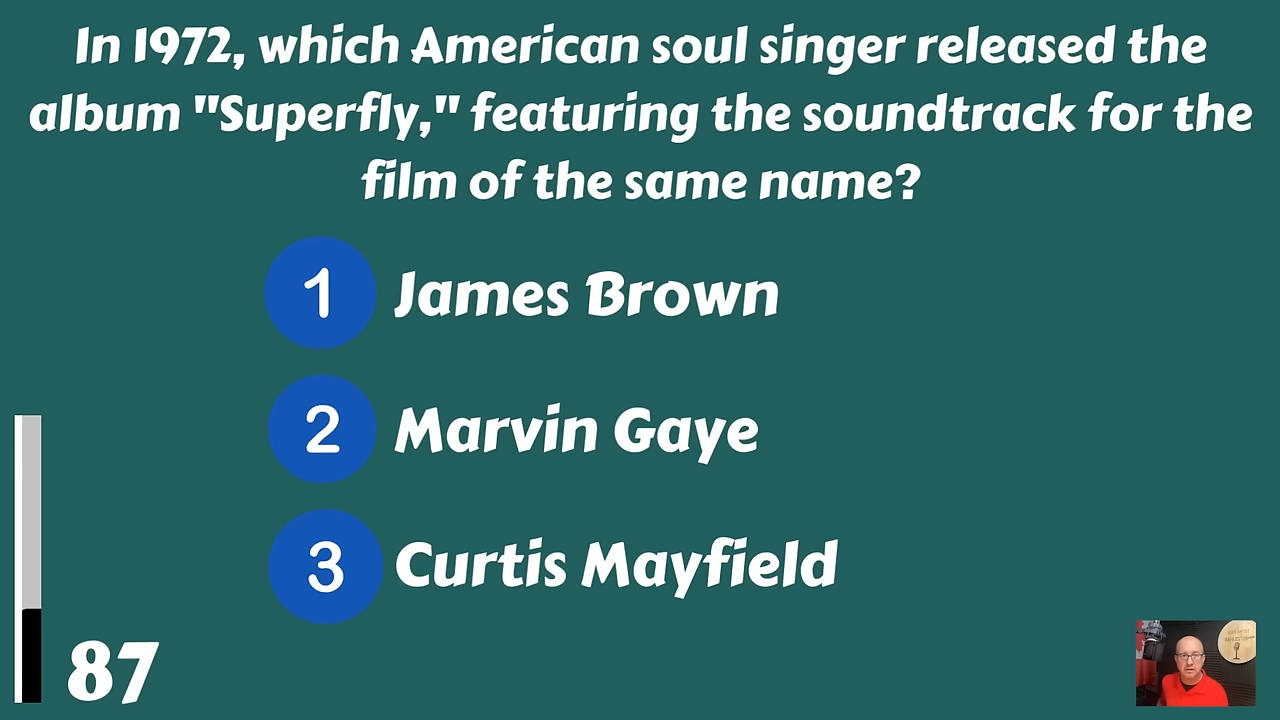 In 1972, which American soul singer released the
album "Superfly," featuring the soundtrack for the
film of the same name?
1 James Brown
2 Marvin Gaye
3 Curtis Mayfield
87